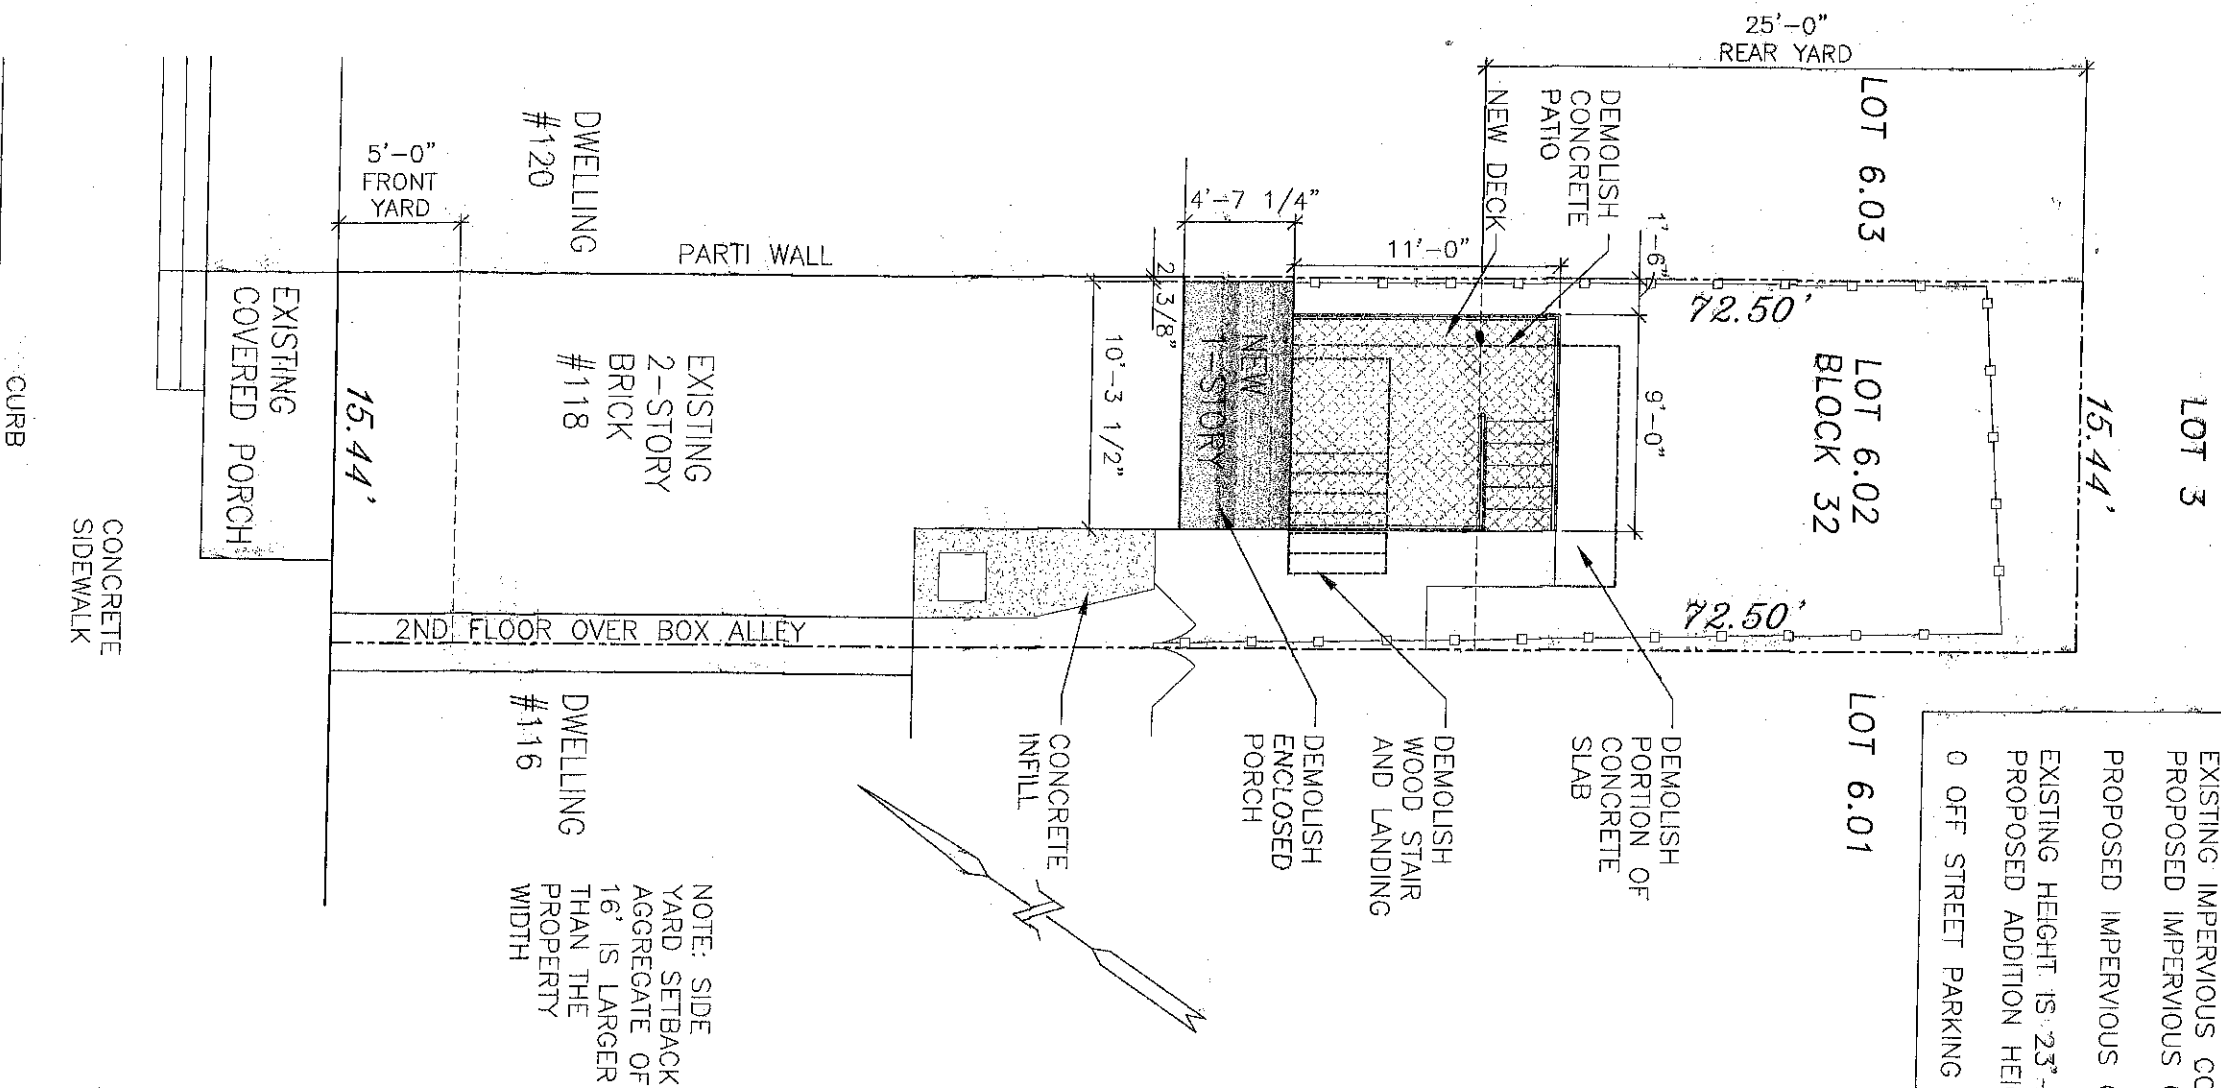 25'-0"
REAR YARD
LOT 6.03
LOT 3
DEMOLISH
CONCRETE
PATIO
NEW DECK
DWELLING
#120
5'-0"
FRONT
YARD
4'-7 1/4"
11'-0"
1'-6"
PARTI WALL
2 3/8"
72.50'
EXISTING
COVERED PORCH
15.44'
EXISTING
2-STORY
BRICK
#118
10'-3 1/2"
NEW
1-STORY
9'-0"
LOT 6.02
BLOCK 32
15.44'
CURB
CONCRETE
SIDEWALK
2ND FLOOR OVER BOX ALLEY
72.50'
DWELLING
#116
CONCRETE
INFILL
DEMOLISH
ENCLOSED
PORCH
DEMOLISH
WOOD STAIR
AND LANDING
DEMOLISH
PORTION OF
CONCRETE
SLAB
LOT 6.01
NOTE: SIDE
YARD SETBACK
AGGREGATE OF
16' IS LARGER
THAN THE
PROPERTY
WIDTH
EXISTING IMPERVIOUS CO
PROPOSED IMPERVIOUS
PROPOSED IMPERVIOUS
EXISTING HEIGHT IS 23'-
PROPOSED ADDITION HEI
0 OFF STREET PARKING